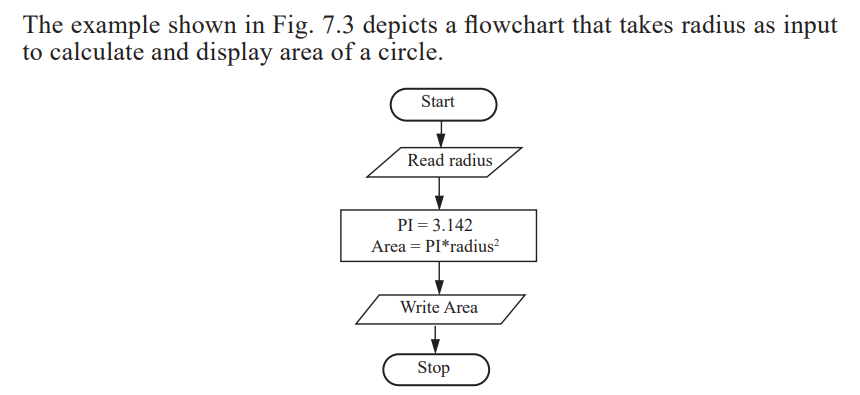 The example shown in Fig. 7.3 depicts a flowchart that takes radius as input
to calculate and display area of a circle.
Start
Read radius
PI = 3.142
Area = PI*radius²
Write Area
Stop